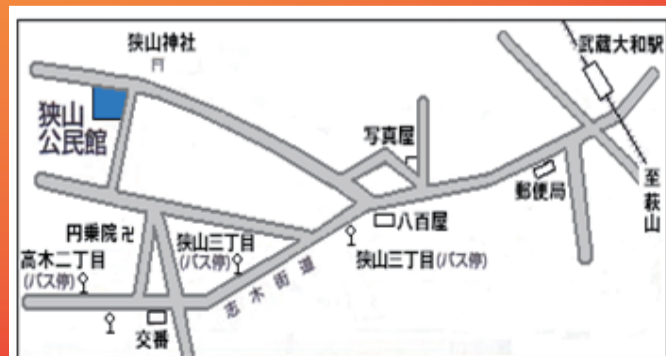 狭山神社
武蔵大和駅
狭山
公民館
写真屋
郵便局
至萩山
八百屋
円乗院
狭山三丁目
(バス停)
狭山三丁目(バス停)
高木二丁目
(バス停)
志木街道
交番